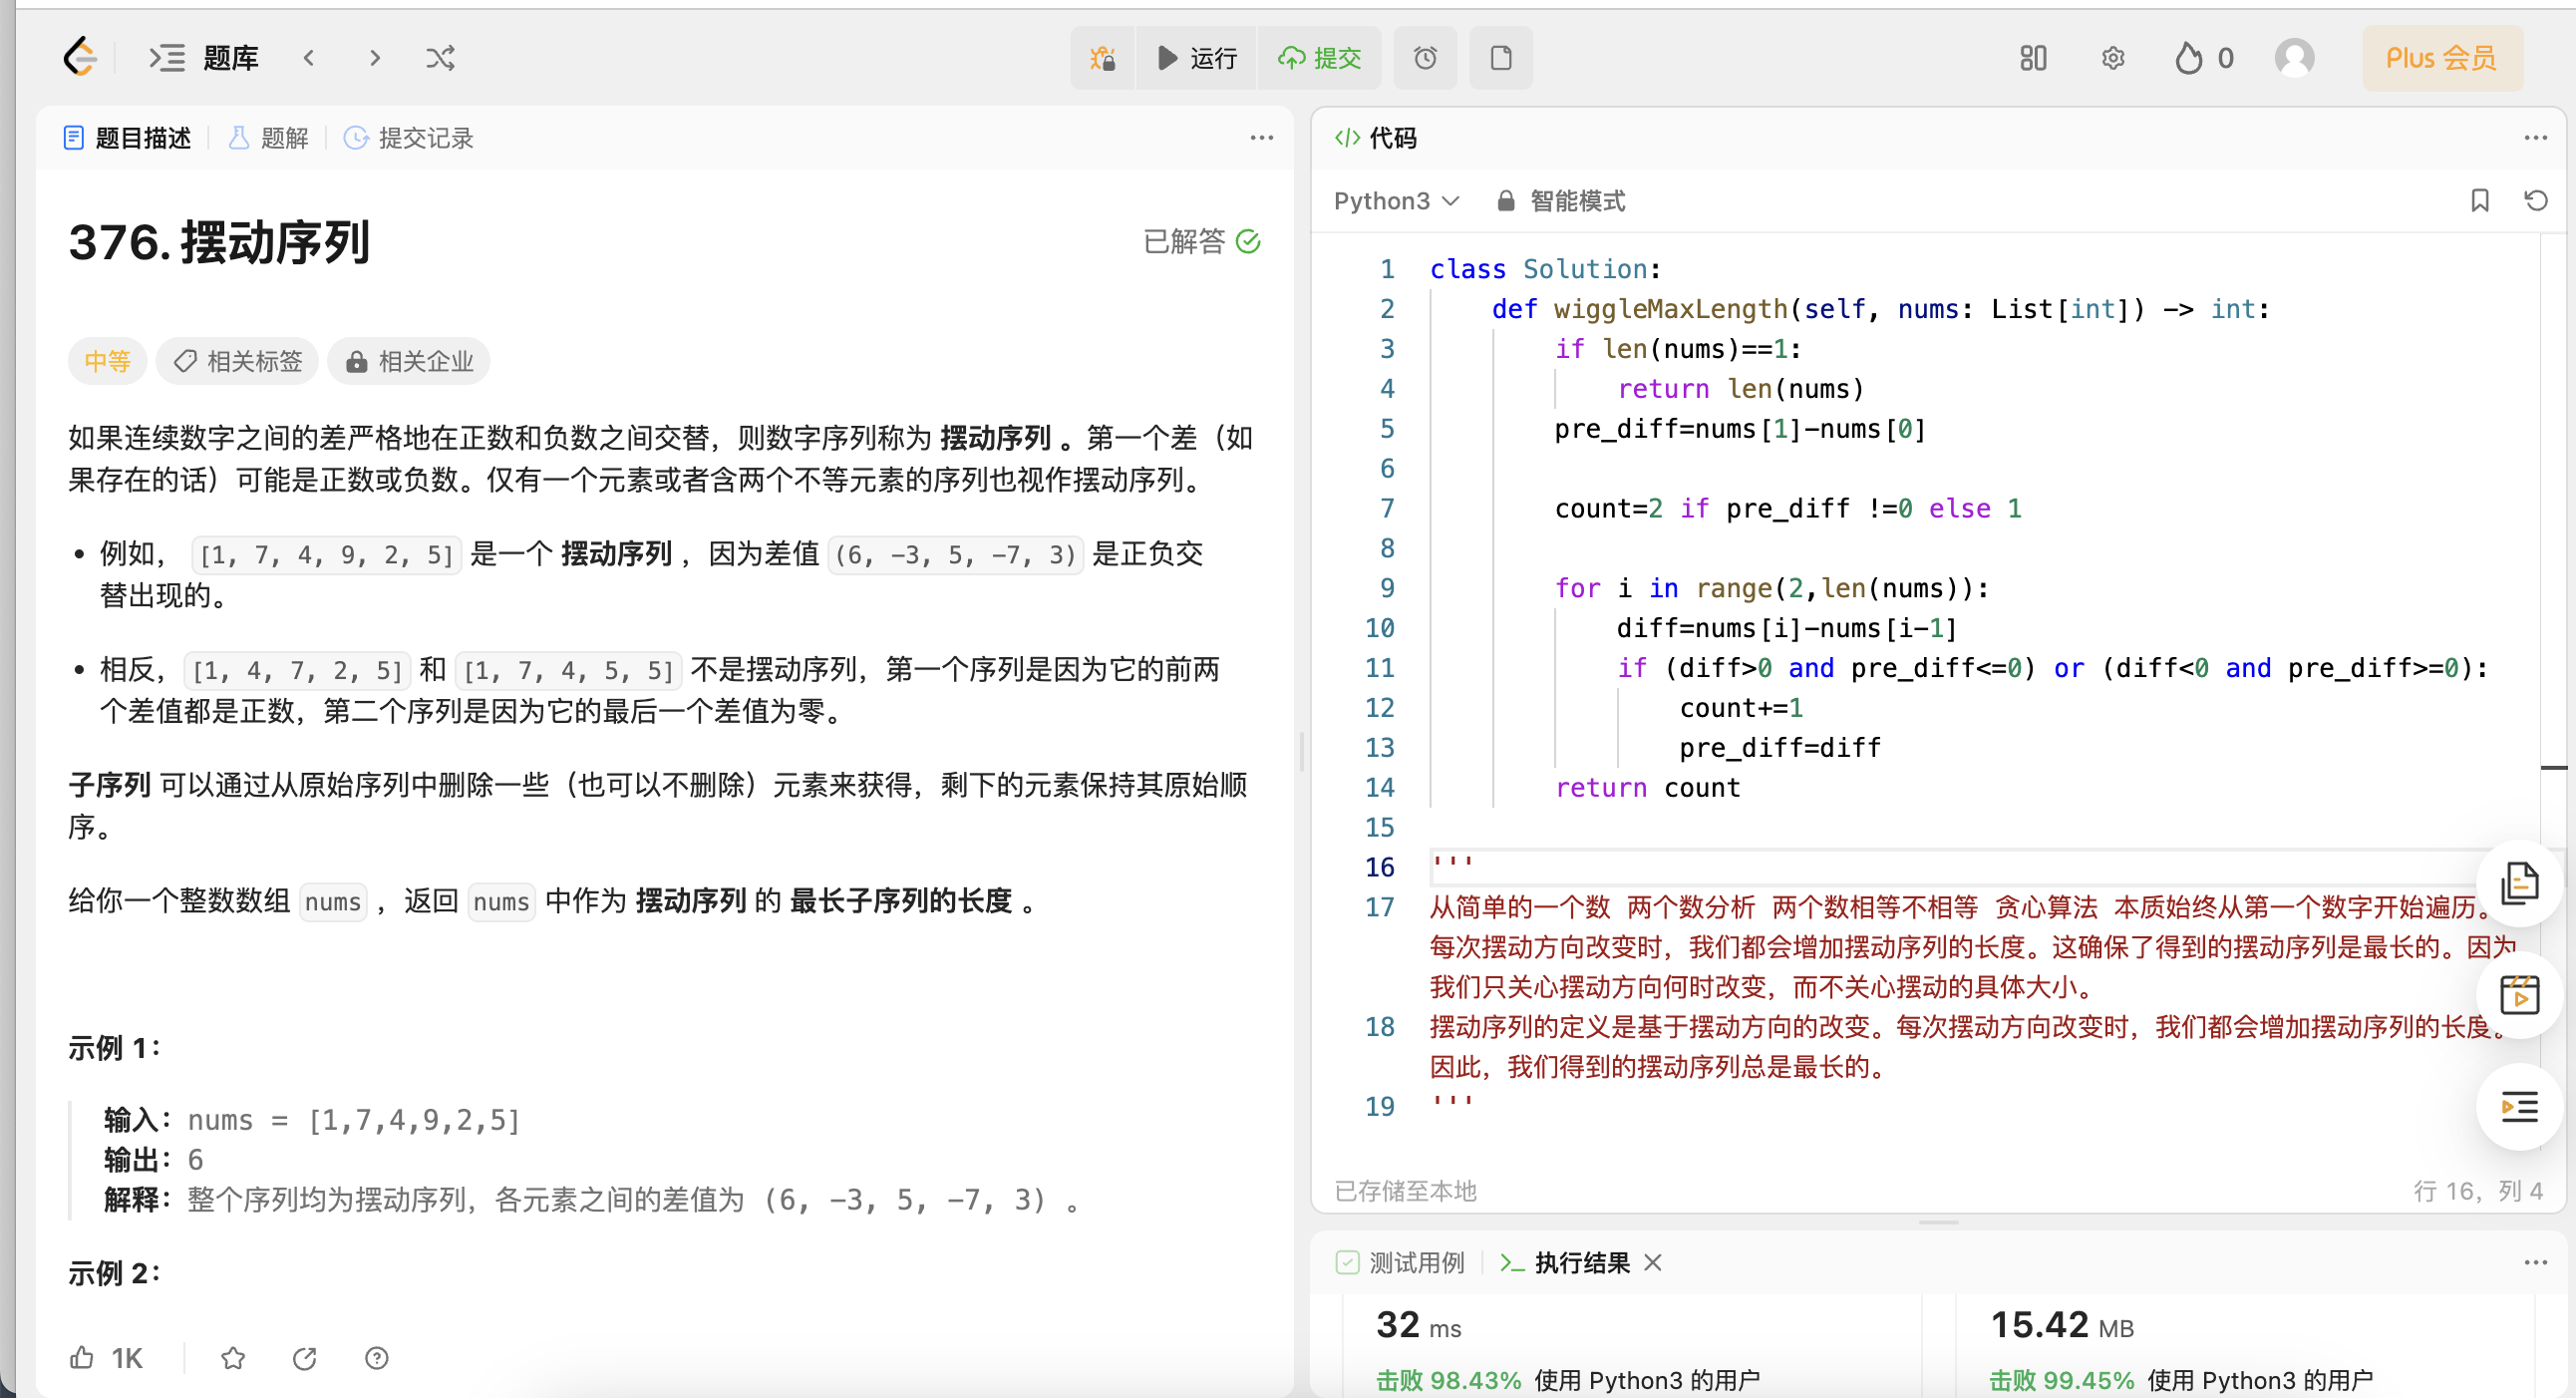 题库
运行
提交
0
Plus 会员
题目描述
题解
提交记录
376. 摆动序列
已解答
中等
相关标签
相关企业
如果连续数字之间的差严格地在正数和负数之间交替，则数字序列称为 摆动序列 。第一个差（如
果存在的话）可能是正数或负数。仅有一个元素或者含两个不等元素的序列也视作摆动序列。
• 例如， [1, 7, 4, 9, 2, 5] 是一个 摆动序列 ，因为差值 (6, -3, 5, -7, 3) 是正负交
替出现的。
• 相反，[1, 4, 7, 2, 5] 和 [1, 7, 4, 5, 5] 不是摆动序列，第一个序列是因为它的前两
个差值都是正数，第二个序列是因为它的最后一个差值为零。
子序列 可以通过从原始序列中删除一些（也可以不删除）元素来获得，剩下的元素保持其原始顺
序。
给你一个整数数组 nums ，返回 nums 中作为 摆动序列 的 最长子序列的长度 。
示例 1：
输入：nums = [1,7,4,9,2,5]
输出：6
解释：整个序列均为摆动序列，各元素之间的差值为 (6, -3, 5, -7, 3) 。
示例 2：
1K
</> 代码
Python3
智能模式
1 class Solution:
2 def wiggleMaxLength(self, nums: List[int]) -> int:
3 if len(nums)==1:
4 return len(nums)
5 pre_diff=nums[1]-nums[0]
6
7 count=2 if pre_diff !=0 else 1
8
9 for i in range(2,len(nums)):
10 diff=nums[i]-nums[i-1]
11 if (diff>0 and pre_diff<=0) or (diff<0 and pre_diff>=0):
12 count+=1
13 pre_diff=diff
14 return count
15
16 '''
17 从简单的一个数 两个数分析 两个数相等不相等 贪心算法 本质始终从第一个数字开始遍历。
每次摆动方向改变时，我们都会增加摆动序列的长度。这确保了得到的摆动序列是最长的。因为
我们只关心摆动方向何时改变，而不关心摆动的具体大小。
18 摆动序列的定义是基于摆动方向的改变。每次摆动方向改变时，我们都会增加摆动序列的长度。
因此，我们得到的摆动序列总是最长的。
19 '''
已存储至本地
行 16，列 4
测试用例
执行结果
32 ms
15.42 MB
击败 98.43% 使用 Python3 的用户
击败 99.45% 使用 Python3 的用户